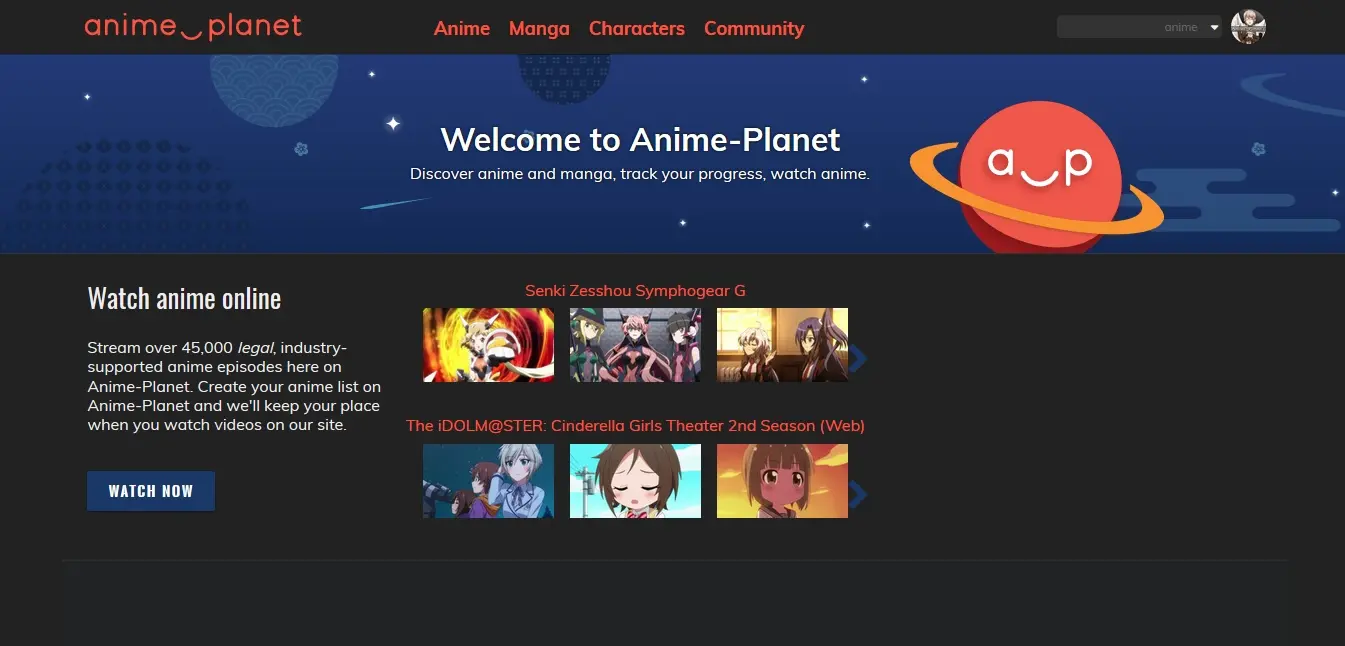 anime planet
Anime Manga Characters Community
anime
Welcome to Anime-Planet
Discover anime and manga, track your progress, watch anime.
a p
Watch anime online
Stream over 45,000 legal, industry-
supported anime episodes here on
Anime-Planet. Create your anime list on
Anime-Planet and we'll keep your place
when you watch videos on our site.
WATCH NOW
Senki Zesshou Symphogear G
The iDOLM@STER: Cinderella Girls Theater 2nd Season (Web)